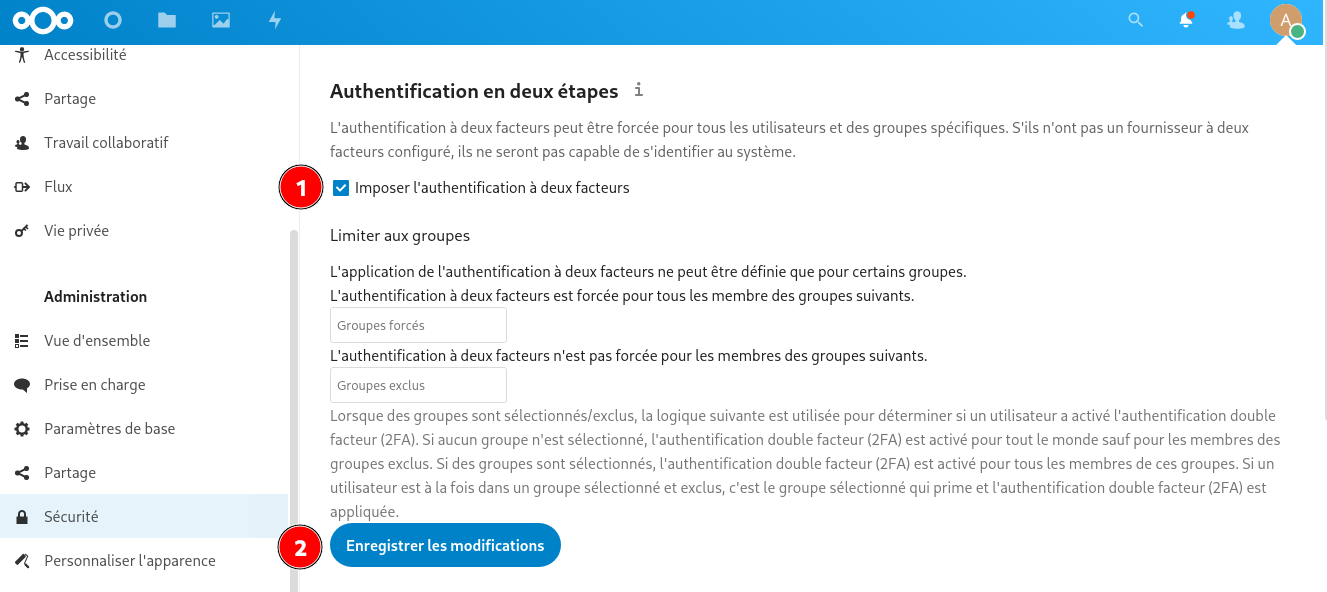 A
Accessibilité
Partage
Travail collaboratif
Flux
Vie privée
Administration
Vue d'ensemble
Prise en charge
Paramètres de base
Partage
Sécurité
Personnaliser l'apparence
Authentification en deux étapes
L'authentification à deux facteurs peut être forcée pour tous les utilisateurs et des groupes spécifiques. S'ils n'ont pas un fournisseur à deux
facteurs configuré, ils ne seront pas capable de s'identifier au système.
1 Imposer l'authentification à deux facteurs
Limiter aux groupes
L'application de l'authentification à deux facteurs ne peut être définie que pour certains groupes.
L'authentification à deux facteurs est forcée pour tous les membre des groupes suivants.
Groupes forcés
L'authentification à deux facteurs n'est pas forcée pour les membres des groupes suivants.
Groupes exclus
Lorsque des groupes sont sélectionnés/exclus, la logique suivante est utilisée pour déterminer si un utilisateur a activé l'authentification double
facteur (2FA). Si aucun groupe n'est sélectionné, l'authentification double facteur (2FA) est activé pour tout le monde sauf pour les membres des
groupes exclus. Si des groupes sont sélectionnés, l'authentification double facteur (2FA) est activé pour tous les membres de ces groupes. Si un
utilisateur est à la fois dans un groupe sélectionné et exclus, c'est le groupe sélectionné qui prime et l'authentification double facteur (2FA) est
appliquée.
2 Enregistrer les modifications